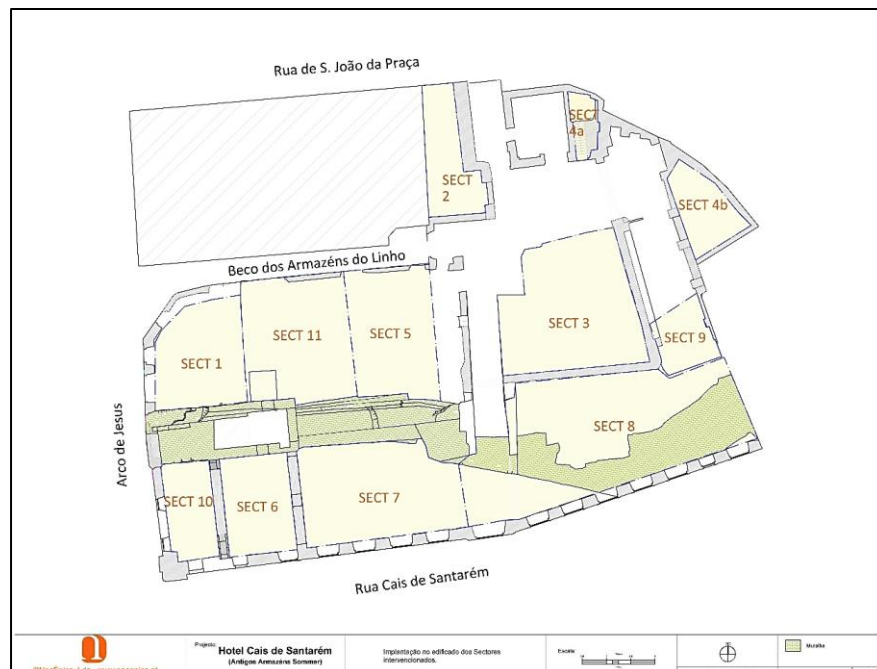 Rua de S. João da Praça
SECT
4a
SECT
2
SECT 4b
Beco dos Armazéns do Linho
SECT 1
SECT 11
SECT 5
SECT 3
SECT 9
SECT 8
Arco de Jesus
SECT 10
SECT 6
SECT 7
Rua Cais de Santarém
Projecto
Hotel Cais de Santarém
(Antigos Armazéns Sommer)
Implantação no edificado dos Sectores
intervencionados.
Escala
Muralha